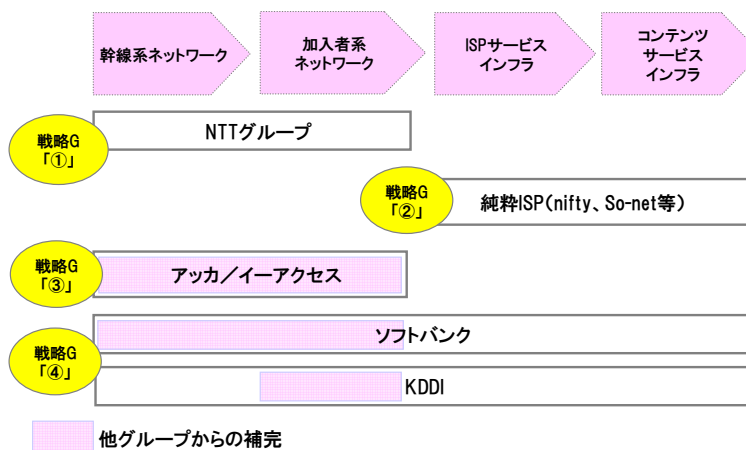 幹線系ネットワーク
加入者系
ネットワーク
ISPサービス
インフラ
コンテンツ
サービス
インフラ
戦略G
「①」
NTTグループ
戦略G
「②」
純粋ISP(nifty、So-net等)
戦略G
「③」
アッカ／イーアクセス
戦略G
「④」
ソフトバンク
KDDI
他グループからの補完